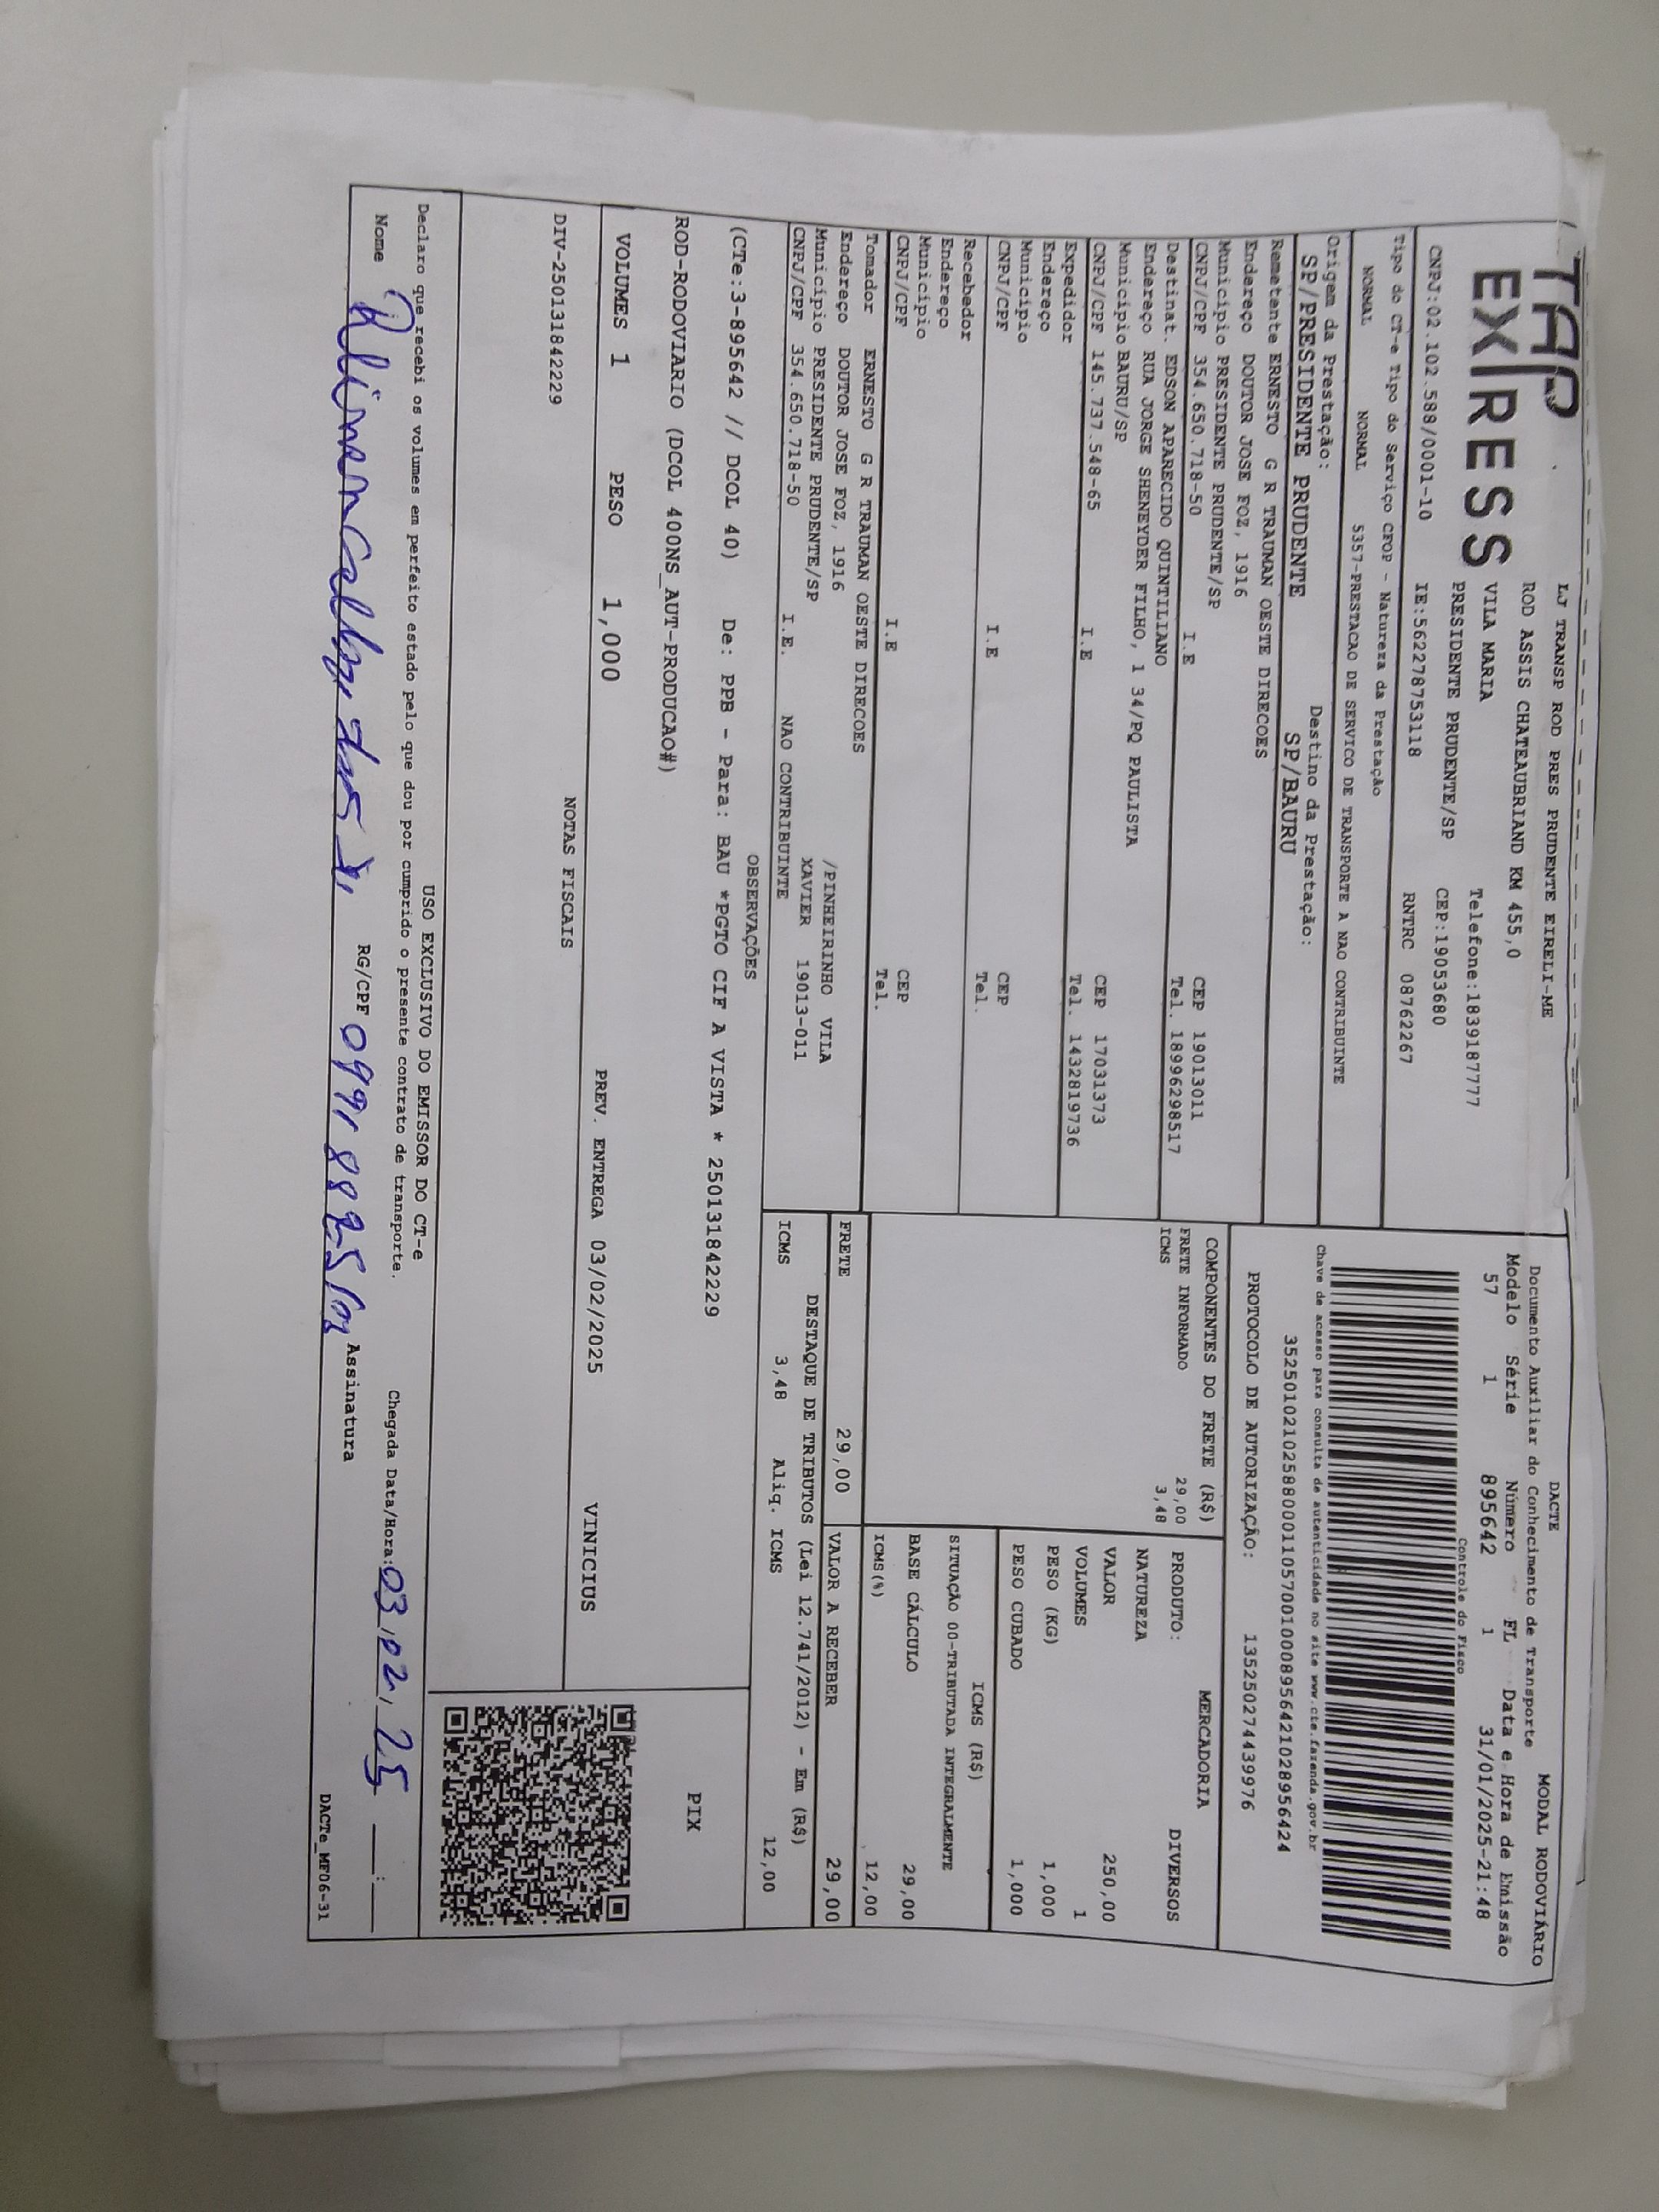 TAP EXPRESS
LJ TRANSP ROD PRES PRUDENTE EIRELI-ME
ROD ASSIS CHATEAUBRIAND KM 455,0
VILA MARIA Telefone:1839187777
PRESIDENTE PRUDENTE/SP CEP:19053680
CNPJ:02.102.588/0001-10 IE:562278753118 RNTRC 08762267
DACTE MODAL RODOVIÁRIO
Documento Auxiliar do Conhecimento de Transporte
Modelo Série Número FL Data e Hora de Emissão
57 1 895642 1 31/01/2025-21:48
Controle do Fisco
Tipo do CT-e Tipo do Serviço CFOP - Natureza da Prestação
NORMAL NORMAL 5357-PRESTACAO DE SERVICO DE TRANSPORTE A NAO CONTRIBUINTE
Chave de acesso para consulta de autenticidade no site www.cte.fazenda.gov.br
35250102102588000110570010008956421028956424
Origem da Prestação: Destino da Prestação:
SP/PRESIDENTE PRUDENTE SP/BAURU
PROTOCOLO DE AUTORIZAÇÃO: 135250274439976
Remetante ERNESTO G R TRAUMAN OESTE DIRECOES
Endereço DOUTOR JOSE FOZ, 1916
Município PRESIDENTE PRUDENTE/SP CEP 19013011
CNPJ/CPF 354.650.718-50 I.E Tel. 18996298517
Destinat. EDSON APARECIDO QUINTILIANO
Endereço RUA JORGE SHENEYDER FILHO, 1 34/PQ PAULISTA
Município BAURU/SP CEP 17031373
CNPJ/CPF 145.737.548-65 I.E Tel. 1432819736
Expedidor
Endereço
Município CEP
CNPJ/CPF I.E Tel.
Recebedor
Endereço
Município CEP
CNPJ/CPF I.E Tel.
Tomador ERNESTO G R TRAUMAN OESTE DIRECOES
Endereço DOUTOR JOSE FOZ, 1916 /PINHEIRINHO VILA
Município PRESIDENTE PRUDENTE/SP XAVIER 19013-011
CNPJ/CPF 354.650.718-50 I.E. NAO CONTRIBUINTE
COMPONENTES DO FRETE (R$)
FRETE INFORMADO 29,00
ICMS 3,48
MERCADORIA
PRODUTO: DIVERSOS
NATUREZA
VALOR 250,00
VOLUMES 1
PESO (KG) 1,000
PESO CUBADO 1,000
ICMS (R$)
SITUAÇÃO 00-TRIBUTADA INTEGRALMENTE
BASE CÁLCULO 29,00
ICMS(%) 12,00
FRETE 29,00 VALOR A RECEBER 29,00
DESTAQUE DE TRIBUTOS (Lei 12.741/2012) - Em (R$)
ICMS 3,48 Aliq. ICMS 12,00
OBSERVAÇÕES
(CTe:3-895642 // DCOL 40) De: PPB - Para: BAU *PGTO CIF A VISTA * 250131842229
ROD-RODOVIARIO (DCOL 400NS_AUT-PRODUCAO#)
PIX
VOLUMES 1 PESO 1,000 PREV. ENTREGA 03/02/2025 VINICIUS
NOTAS FISCAIS
DIV-250131842229
USO EXCLUSIVO DO EMISSOR DO CT-e
Declaro que recebi os volumes em perfeito estado pelo que dou por cumprido o presente contrato de transporte. Chegada Data/Hora:03.02.25 __:__
Nome RG/CPF Assinatura
DACTe_MF06-31